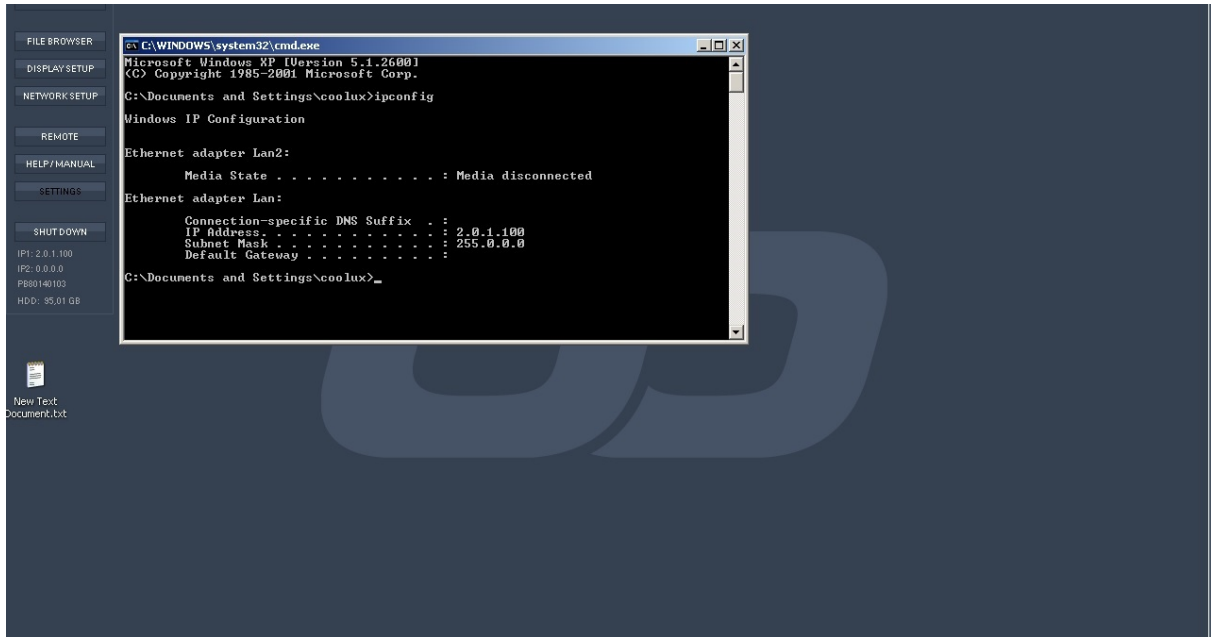 FILE BROWSER
DISPLAY SETUP
NETWORK SETUP
REMOTE
HELP / MANUAL
SETTINGS
SHUT DOWN
IP1: 2.0.1.100
IP2: 0.0.0.0
PB80140103
HDD: 95,01 GB
New Text
Document.txt
C:\WINDOWS\system32\cmd.exe
Microsoft Windows XP [Version 5.1.2600]
(C) Copyright 1985-2001 Microsoft Corp.
C:\Documents and Settings\coolux>ipconfig
Windows IP Configuration
Ethernet adapter Lan2:
Media State . . . . . . . . . . . : Media disconnected
Ethernet adapter Lan:
Connection-specific DNS Suffix  . :
IP Address. . . . . . . . . . . . : 2.0.1.100
Subnet Mask . . . . . . . . . . . : 255.0.0.0
Default Gateway . . . . . . . . . :
C:\Documents and Settings\coolux>_